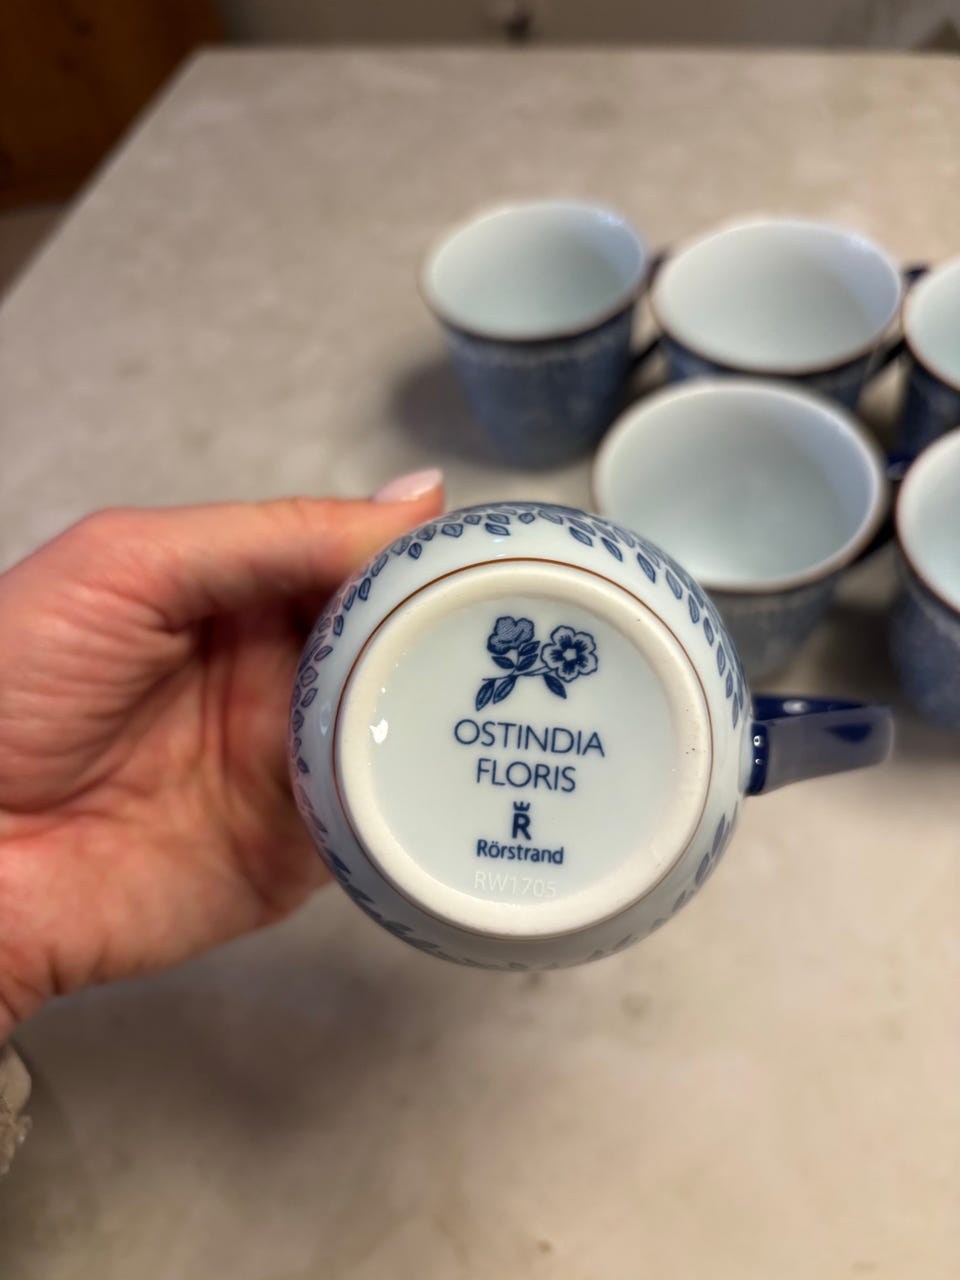 OSTINDIA
FLORIS
R
Rörstrand
RW1705